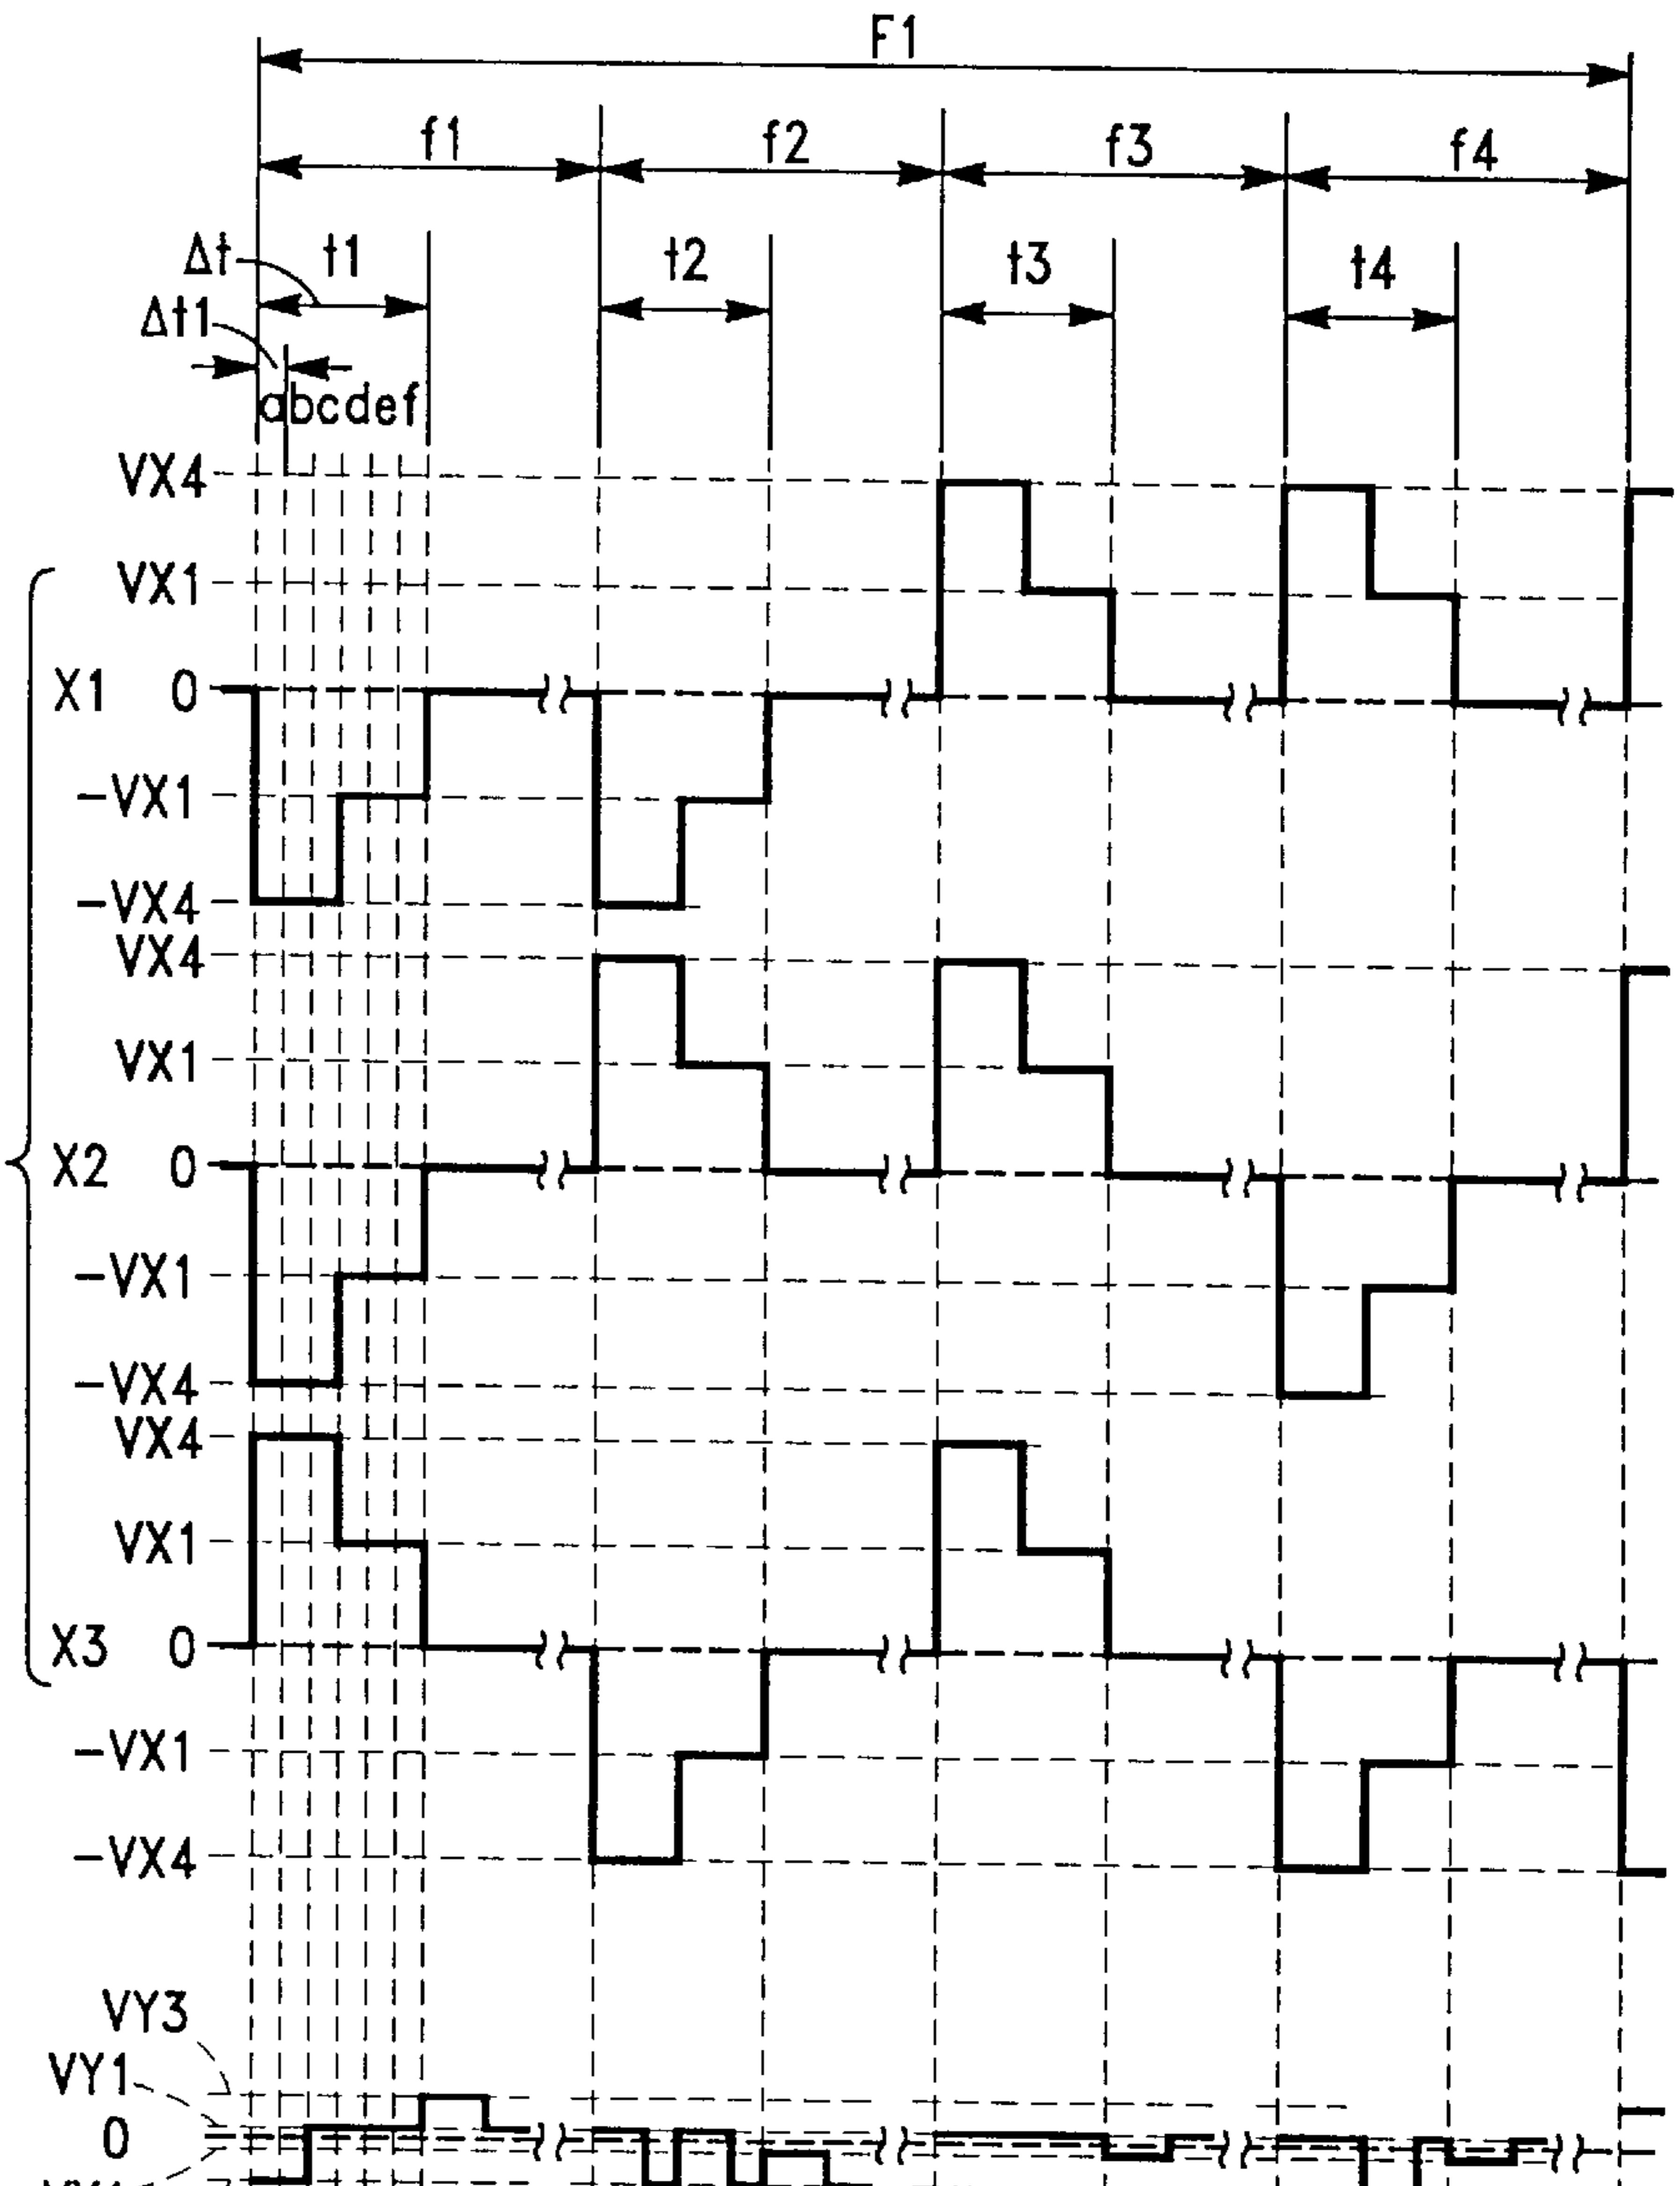 F1
f1 f2 f3 f4
Δt t1 t2 t3 t4
Δt1
abcdef
VX4
VX1
X1 0
-VX1
-VX4
VX4
VX1
X2 0
-VX1
-VX4
VX4
VX1
X3 0
-VX1
-VX4
VY3
VY1
0